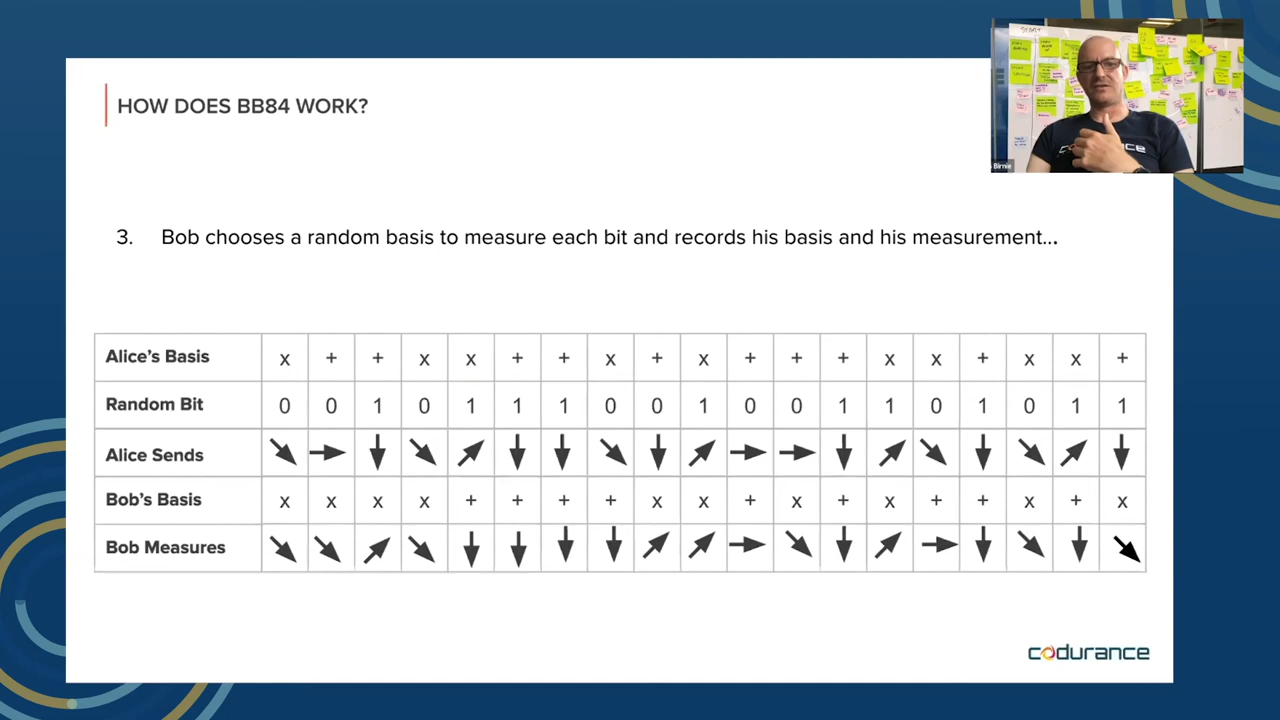 START
HOW DOES BB84 WORK?
Birnie
3. Bob chooses a random basis to measure each bit and records his basis and his measurement...
Alice's Basis x + + x x + + x + x + + + x x + x x +
Random Bit 0 0 1 0 1 1 1 0 0 1 0 0 1 1 0 1 0 1 1
Alice Sends ↘ → ↓ ↘ ↗ ↓ ↓ ↘ ↓ ↗ → → ↓ ↗ ↘ ↓ ↘ ↗ ↓
Bob's Basis x x x x + + + + x x + x + x + + x + x
Bob Measures ↘ ↘ ↗ ↘ ↓ ↓ ↓ ↓ ↗ ↗ → ↘ ↓ ↗ → ↓ ↘ ↓ ↘
codurance